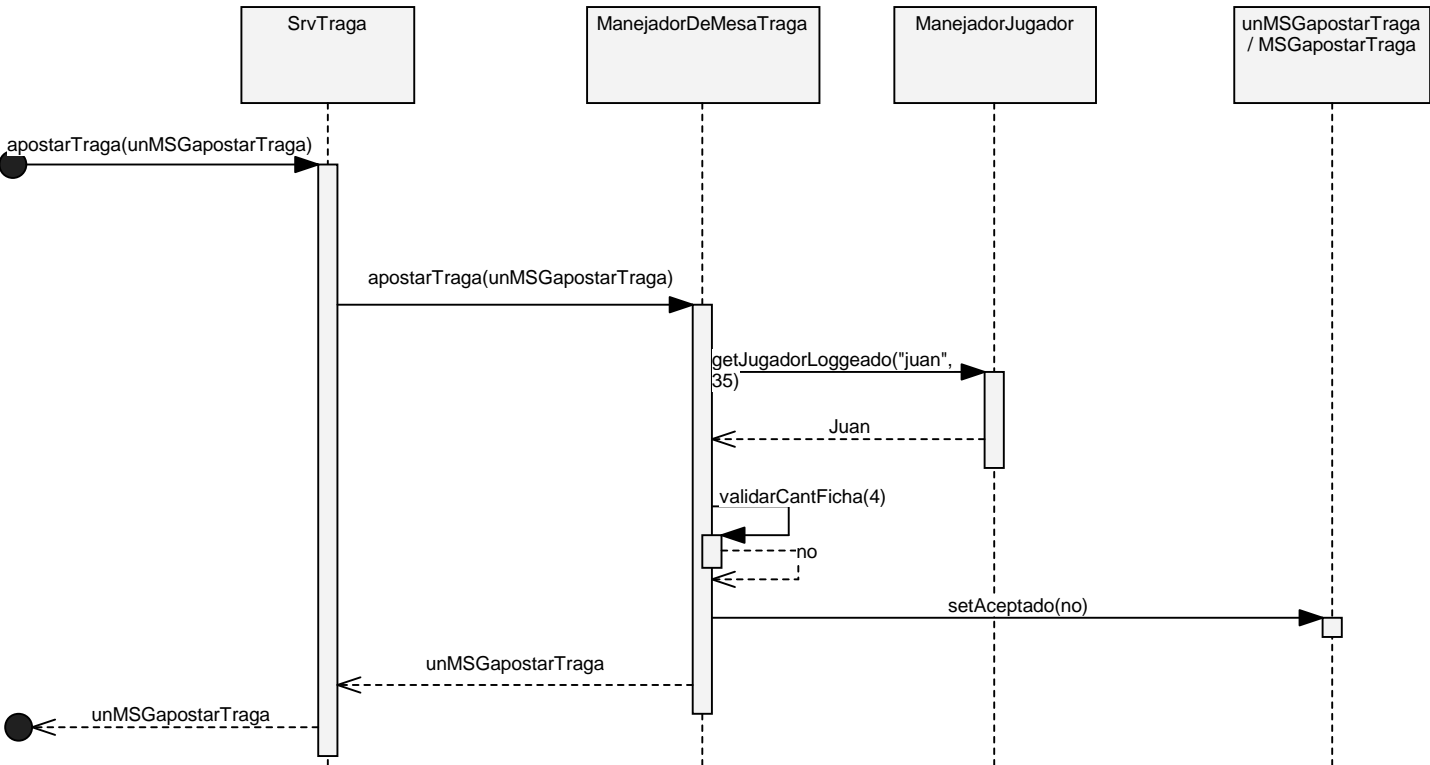 SrvTraga
ManejadorDeMesaTraga
ManejadorJugador
unMSGapostarTraga
/ MSGapostarTraga
apostarTraga(unMSGapostarTraga)
apostarTraga(unMSGapostarTraga)
getJugadorLoggeado("juan",
35)
Juan
validarCantFicha(4)
no
setAceptado(no)
unMSGapostarTraga
unMSGapostarTraga